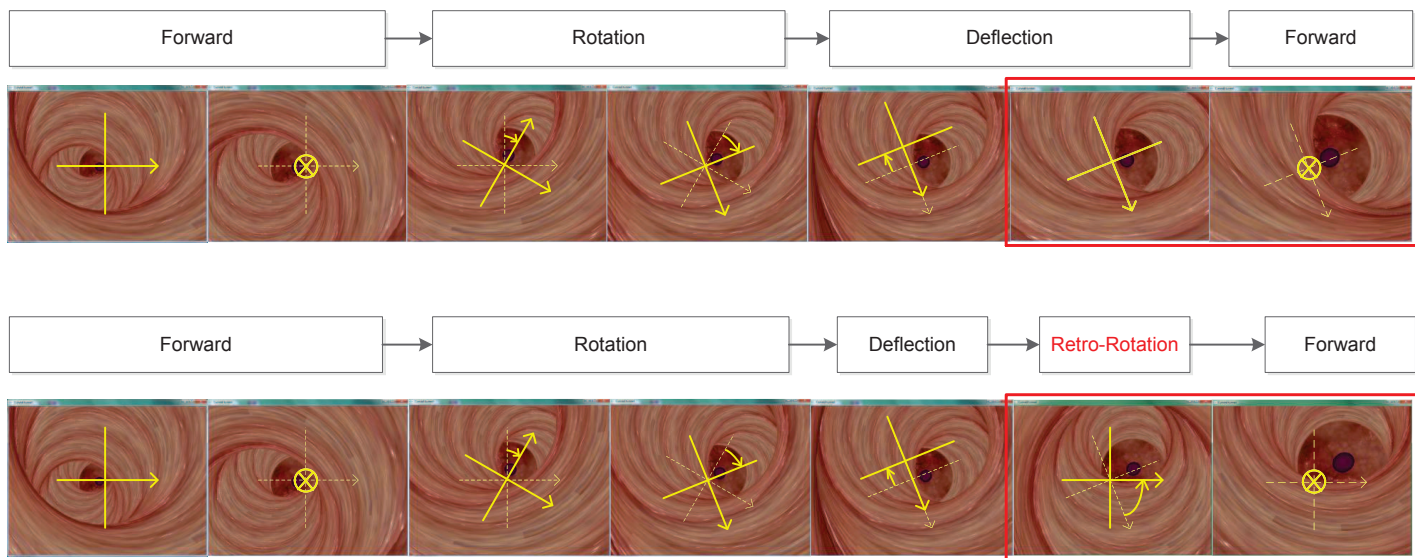 Forward
Rotation
Deflection
Forward
Forward
Rotation
Deflection
Retro-Rotation
Forward